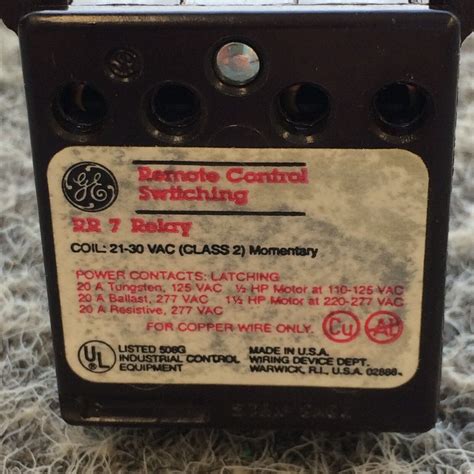 GE
Remote Control
Switching
RR 7 Relay
COIL: 21-30 VAC (CLASS 2) Momentary
POWER CONTACTS: LATCHING
20 A Tungsten, 125 VAC ½ HP Motor at 110-125 VAC
20 A Ballast, 277 VAC 1½ HP Motor at 220-277 VAC
20 A Resistive, 277 VAC
FOR COPPER WIRE ONLY. Cu Al
UL LISTED 508G
INDUSTRIAL CONTROL
EQUIPMENT
MADE IN U.S.A.
WIRING DEVICE DEPT.
WARWICK, R.I., U.S.A. 02886